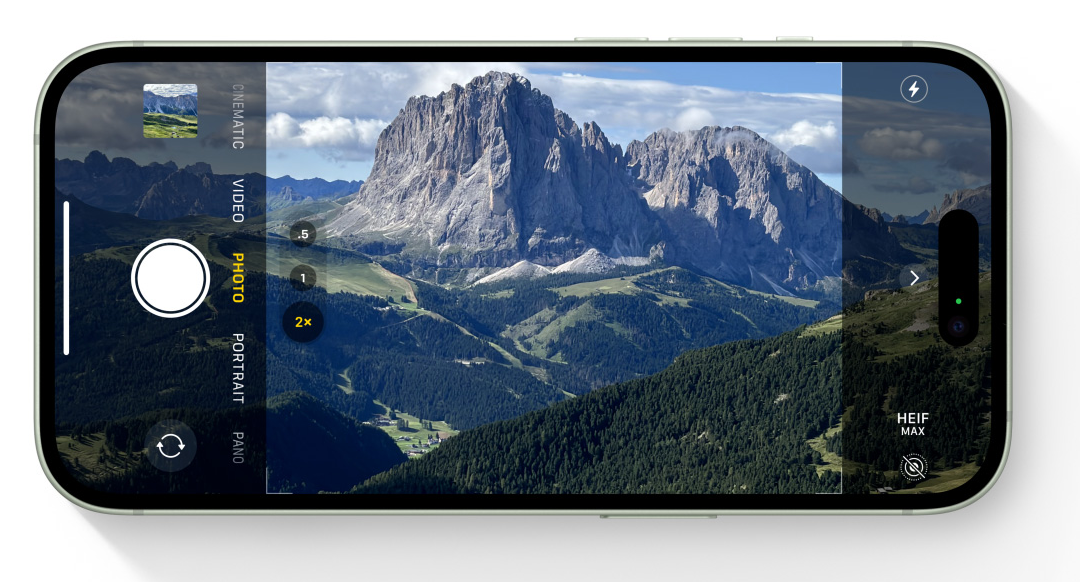 CINEMATIC
VIDEO
PHOTO
PORTRAIT
PANO
.5
1
2×
HEIF
MAX